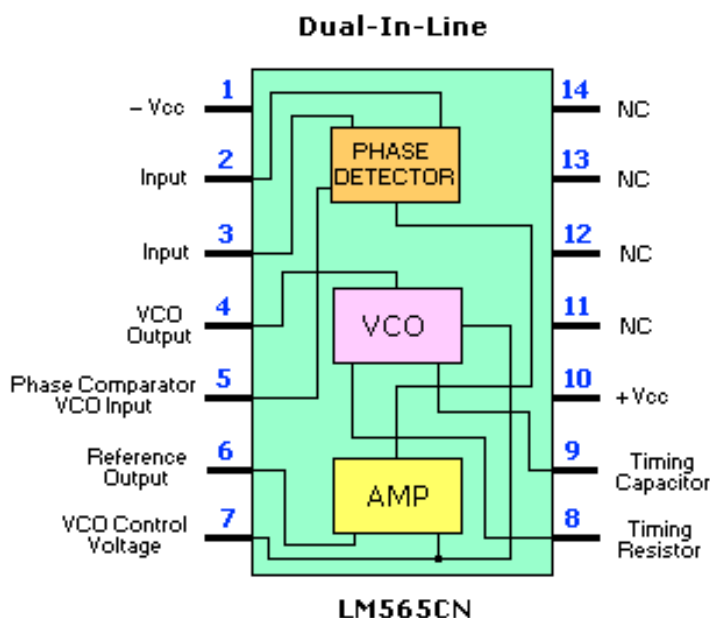 Dual-In-Line
1
– Vcc
14
NC
PHASE
DETECTOR
2
Input
13
NC
3
Input
12
NC
4
VCO
Output
VCO
11
NC
5
Phase Comparator
VCO Input
10
+ Vcc
6
Reference
Output
AMP
9
Timing
Capacitor
7
VCO Control
Voltage
8
Timing
Resistor
LM565CN